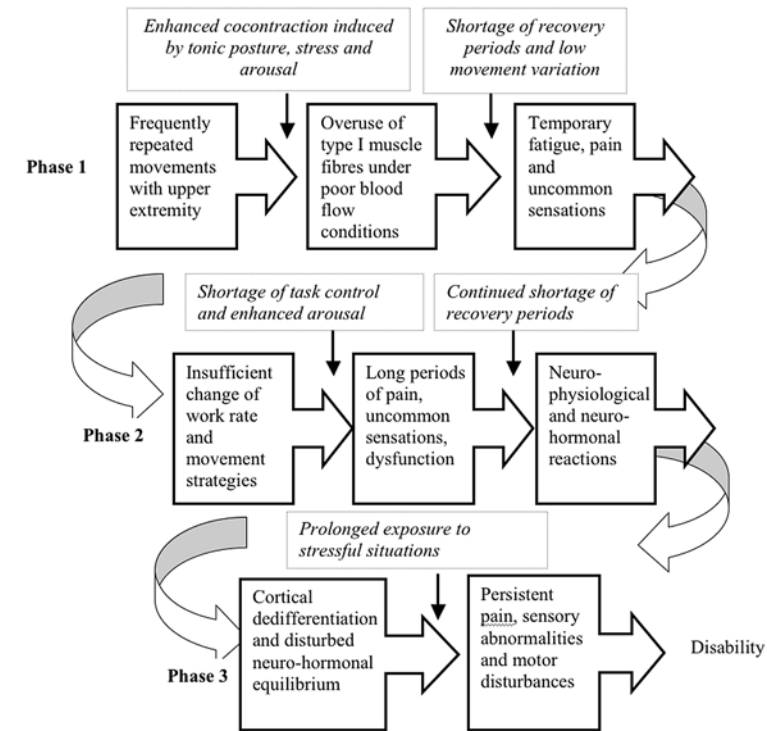 Enhanced cocontraction induced
by tonic posture, stress and
arousal
Shortage of recovery
periods and low
movement variation
Phase 1
Frequently
repeated
movements
with upper
extremity
Overuse of
type I muscle
fibres under
poor blood
flow
conditions
Temporary
fatigue, pain
and
uncommon
sensations
Shortage of task control
and enhanced arousal
Continued shortage of
recovery periods
Phase 2
Insufficient
change of
work rate
and
movement
strategies
Long periods
of pain,
uncommon
sensations,
dysfunction
Neuro-
physiological
and neuro-
hormonal
reactions
Prolonged exposure to
stressful situations
Phase 3
Cortical
dedifferentiation
and disturbed
neuro-hormonal
equilibrium
Persistent
pain, sensory
abnormalities
and motor
disturbances
Disability